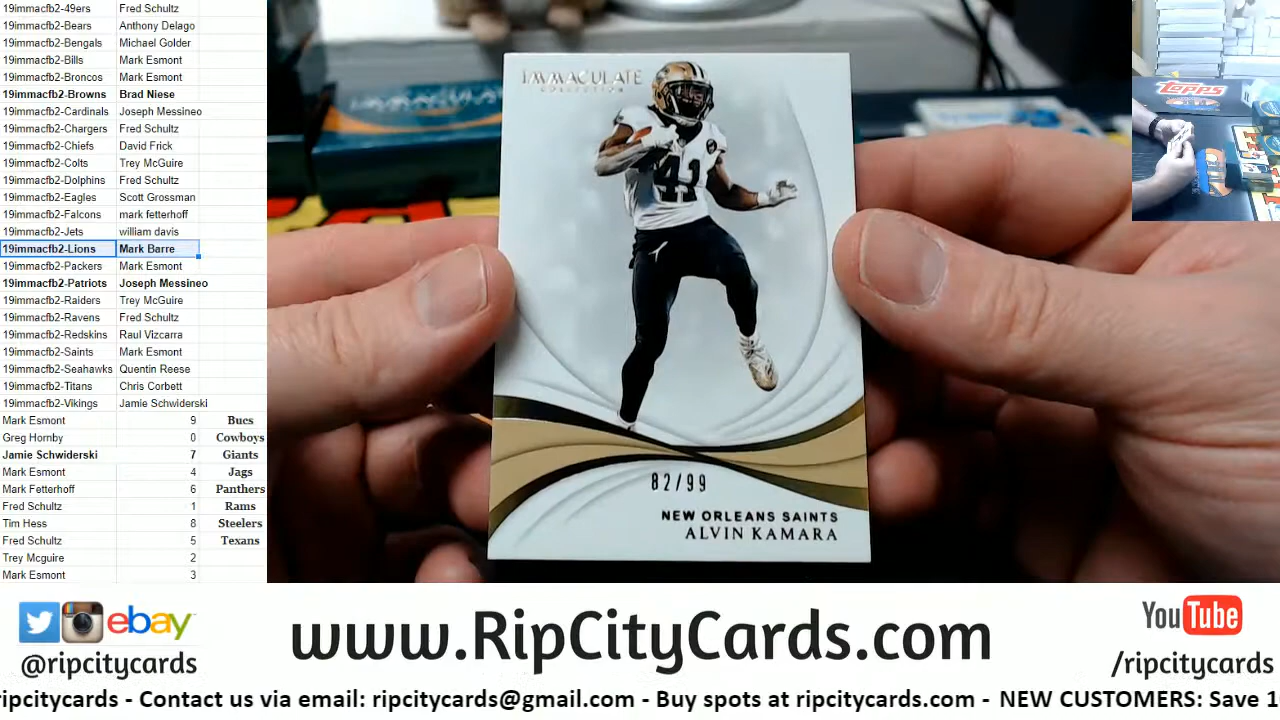 19immacfb2-49ers Fred Schultz
19immacfb2-Bears Anthony Delago
19immacfb2-Bengals Michael Golder
19immacfb2-Bills Mark Esmont
19immacfb2-Broncos Mark Esmont
19immacfb2-Browns Brad Niese
19immacfb2-Cardinals Joseph Messineo
19immacfb2-Chargers Fred Schultz
19immacfb2-Chiefs David Frick
19immacfb2-Colts Trey McGuire
19immacfb2-Dolphins Fred Schultz
19immacfb2-Eagles Scott Grossman
19immacfb2-Falcons mark fetterhoff
19immacfb2-Jets william davis
19immacfb2-Lions Mark Barre
19immacfb2-Packers Mark Esmont
19immacfb2-Patriots Joseph Messineo
19immacfb2-Raiders Trey McGuire
19immacfb2-Ravens Fred Schultz
19immacfb2-Redskins Raul Vizcarra
19immacfb2-Saints Mark Esmont
19immacfb2-Seahawks Quentin Reese
19immacfb2-Titans Chris Corbett
19immacfb2-Vikings Jamie Schwiderski
Mark Esmont 9 Bucs
Greg Hornby 0 Cowboys
Jamie Schwiderski 7 Giants
Mark Esmont 4 Jags
Mark Fetterhoff 6 Panthers
Fred Schultz 1 Rams
Tim Hess 8 Steelers
Fred Schultz 5 Texans
Trey Mcguire 2
Mark Esmont 3
IMMACULATE
COLLECTION
41
82/99
NEW ORLEANS SAINTS
ALVIN KAMARA
Topps
ebay
@ripcitycards
www.RipCityCards.com
YouTube
/ripcitycards
ripcitycards - Contact us via email: ripcitycards@gmail.com - Buy spots at ripcitycards.com - NEW CUSTOMERS: Save 1